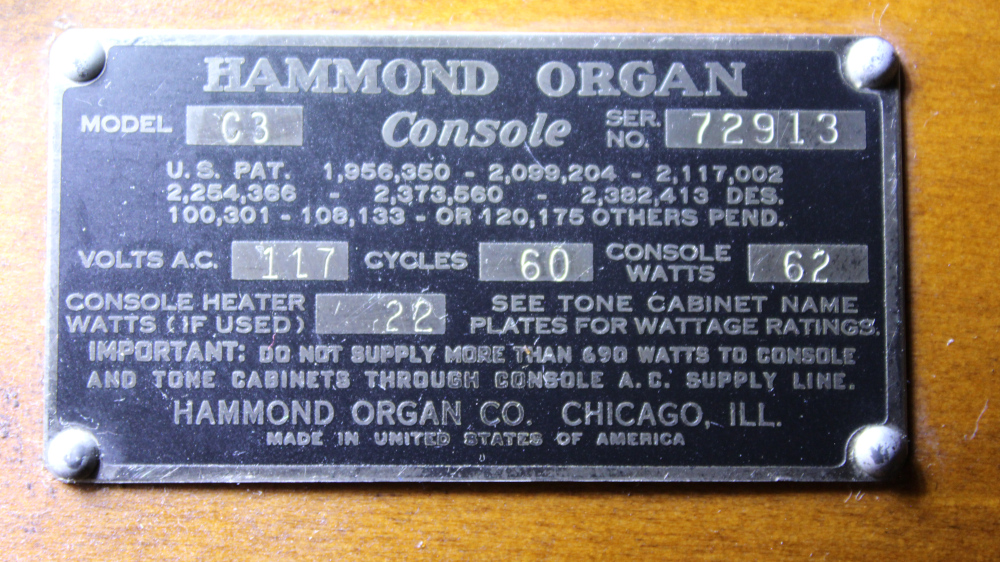 HAMMOND ORGAN
MODEL C3 Console SER. NO. 72913
U.S. PAT. 1,956,350 - 2,099,204 - 2,117,002
2,254,366 - 2,373,560 - 2,382,413 DES.
100,301 - 108,133 - OR 120,175 OTHERS PEND.
VOLTS A.C. 117 CYCLES 60 CONSOLE WATTS 62
CONSOLE HEATER WATTS (IF USED) 22 SEE TONE CABINET NAME PLATES FOR WATTAGE RATINGS.
IMPORTANT: DO NOT SUPPLY MORE THAN 690 WATTS TO CONSOLE
AND TONE CABINETS THROUGH CONSOLE A.C. SUPPLY LINE.
HAMMOND ORGAN CO. CHICAGO, ILL.
MADE IN UNITED STATES OF AMERICA